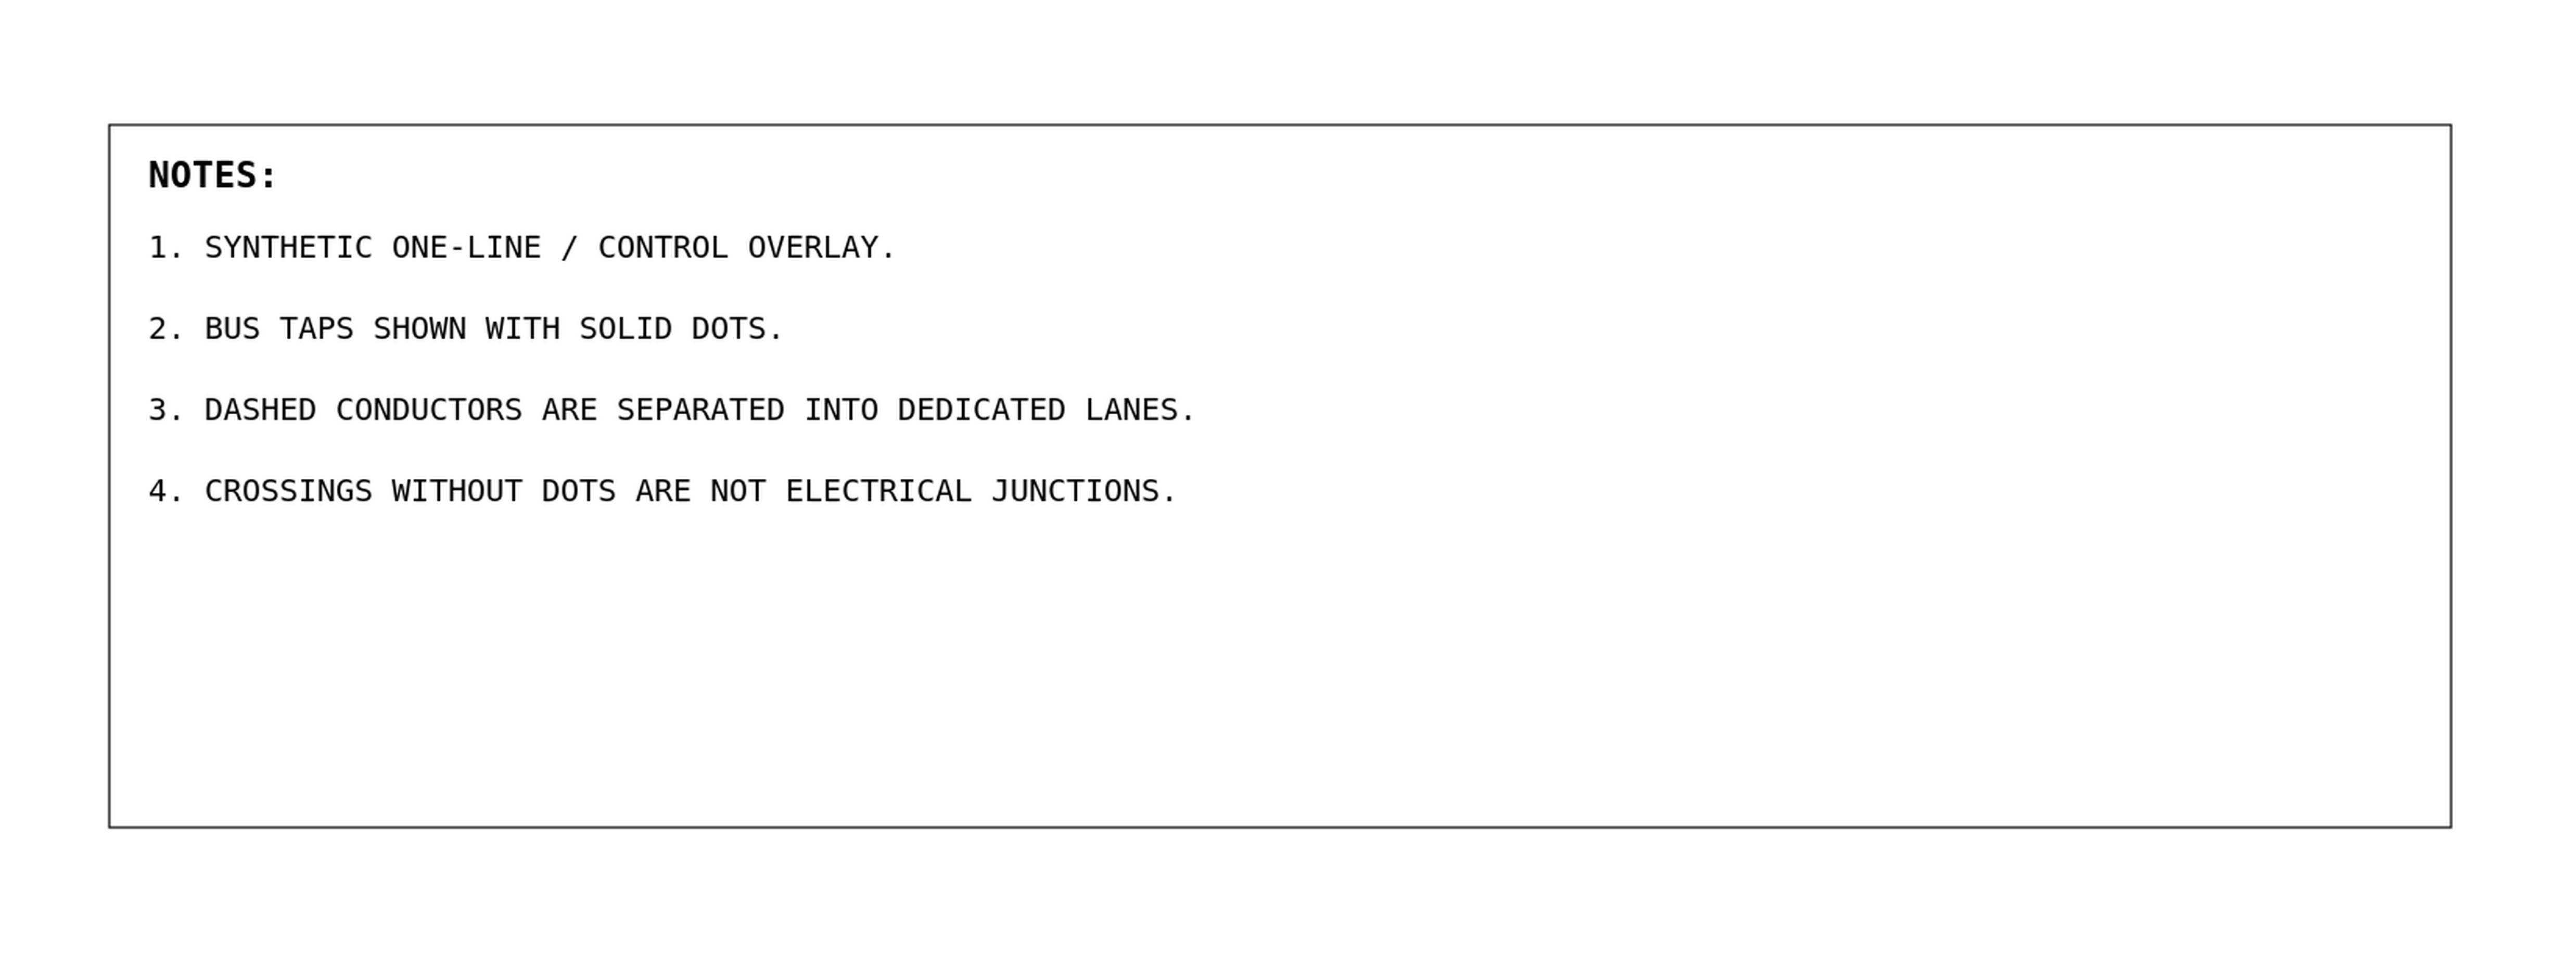 NOTES:
1. SYNTHETIC ONE-LINE / CONTROL OVERLAY.
2. BUS TAPS SHOWN WITH SOLID DOTS.
3. DASHED CONDUCTORS ARE SEPARATED INTO DEDICATED LANES.
4. CROSSINGS WITHOUT DOTS ARE NOT ELECTRICAL JUNCTIONS.